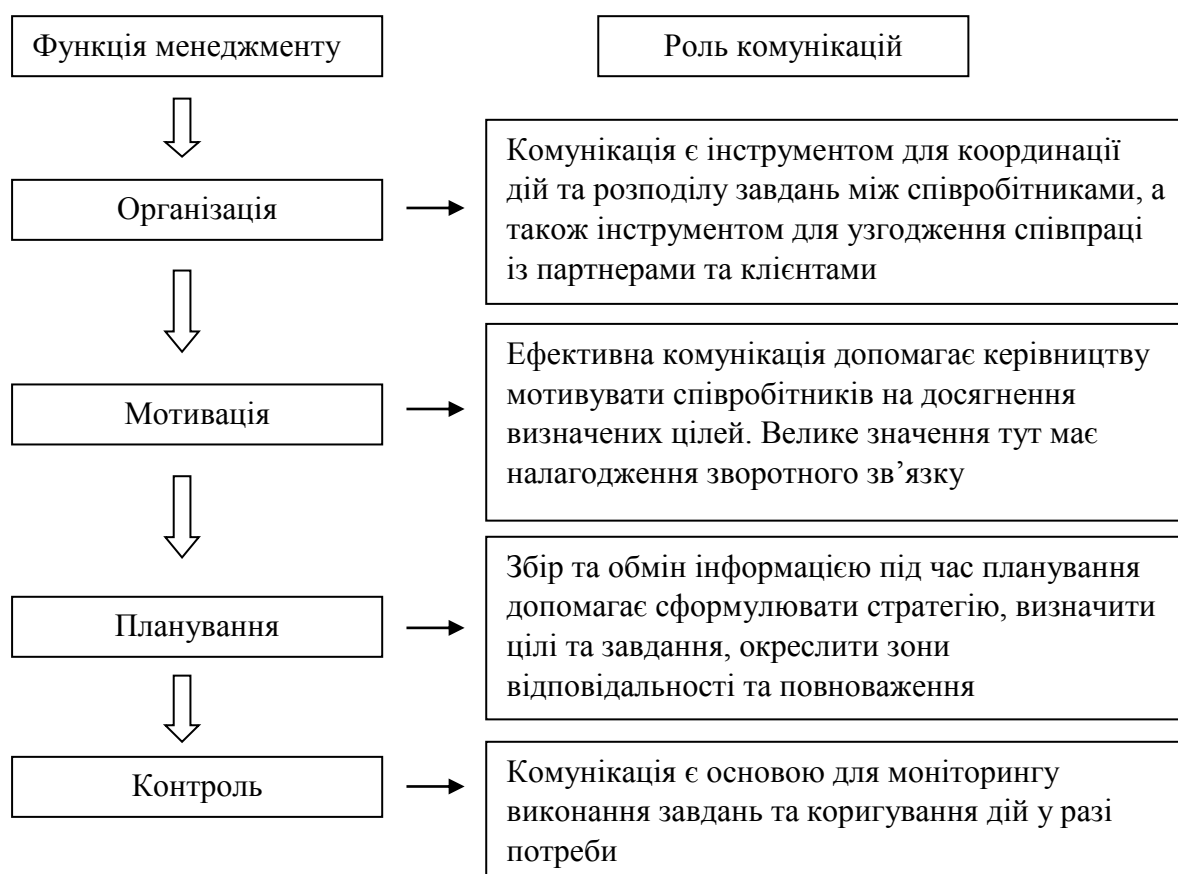 Функція менеджменту
Роль комунікацій
Організація
Комунікація є інструментом для координації
дій та розподілу завдань між співробітниками, а
також інструментом для узгодження співпраці
із партнерами та клієнтами
Мотивація
Ефективна комунікація допомагає керівництву
мотивувати співробітників на досягнення
визначених цілей. Велике значення тут має
налагодження зворотного зв’язку
Планування
Збір та обмін інформацією під час планування
допомагає сформулювати стратегію, визначити
цілі та завдання, окреслити зони
відповідальності та повноваження
Контроль
Комунікація є основою для моніторингу
виконання завдань та коригування дій у разі
потреби